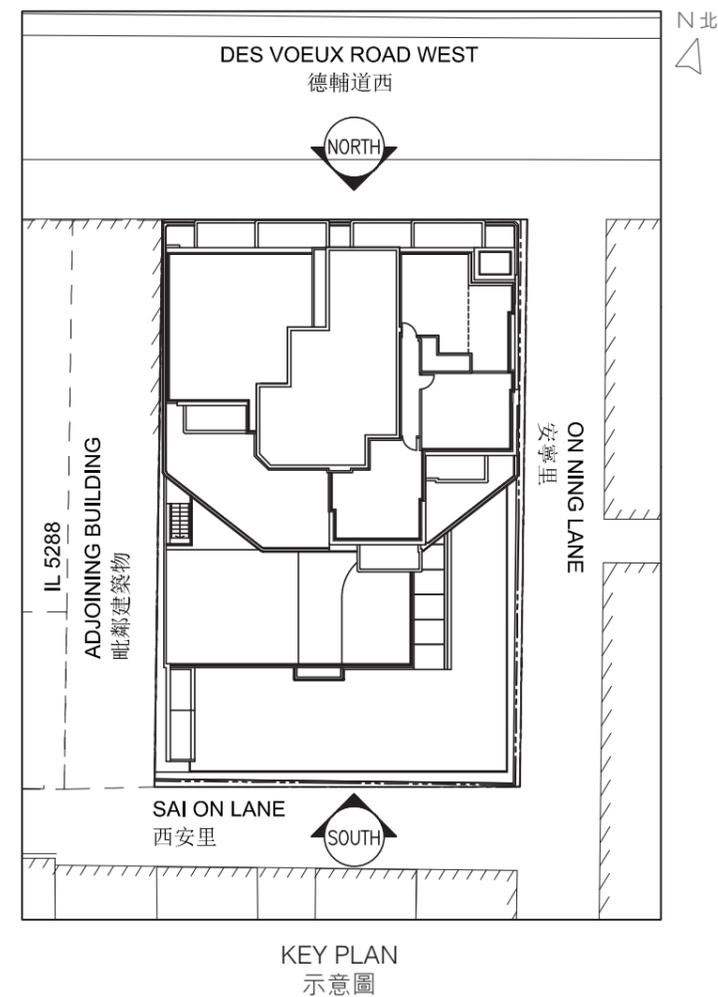 N 北
DES VOEUX ROAD WEST
德輔道西
NORTH
IL 5288
ADJOINING BUILDING
毗鄰建築物
ON NING LANE
安寧里
SAI ON LANE
西安里
SOUTH
KEY PLAN
示意圖